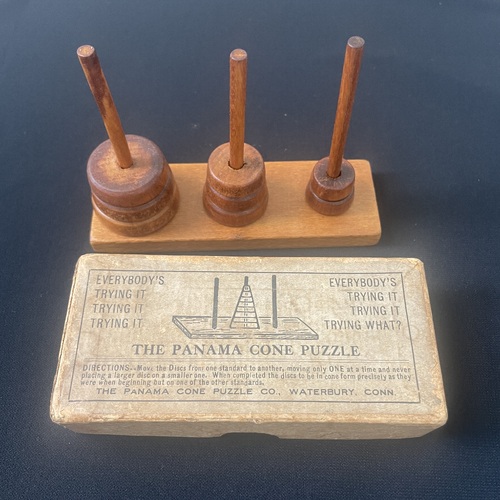 EVERYBODY'S
TRYING IT
TRYING IT
TRYING IT
EVERYBODY'S
TRYING IT
TRYING IT
TRYING WHAT?
THE PANAMA CONE PUZZLE
DIRECTIONS—Move the Discs from one standard to another, moving only ONE at a time and never
placing a larger disc on a smaller one. When completed the discs to be in cone form precisely as they
were when beginning but on one of the other standards.
THE PANAMA CONE PUZZLE CO., WATERBURY, CONN.